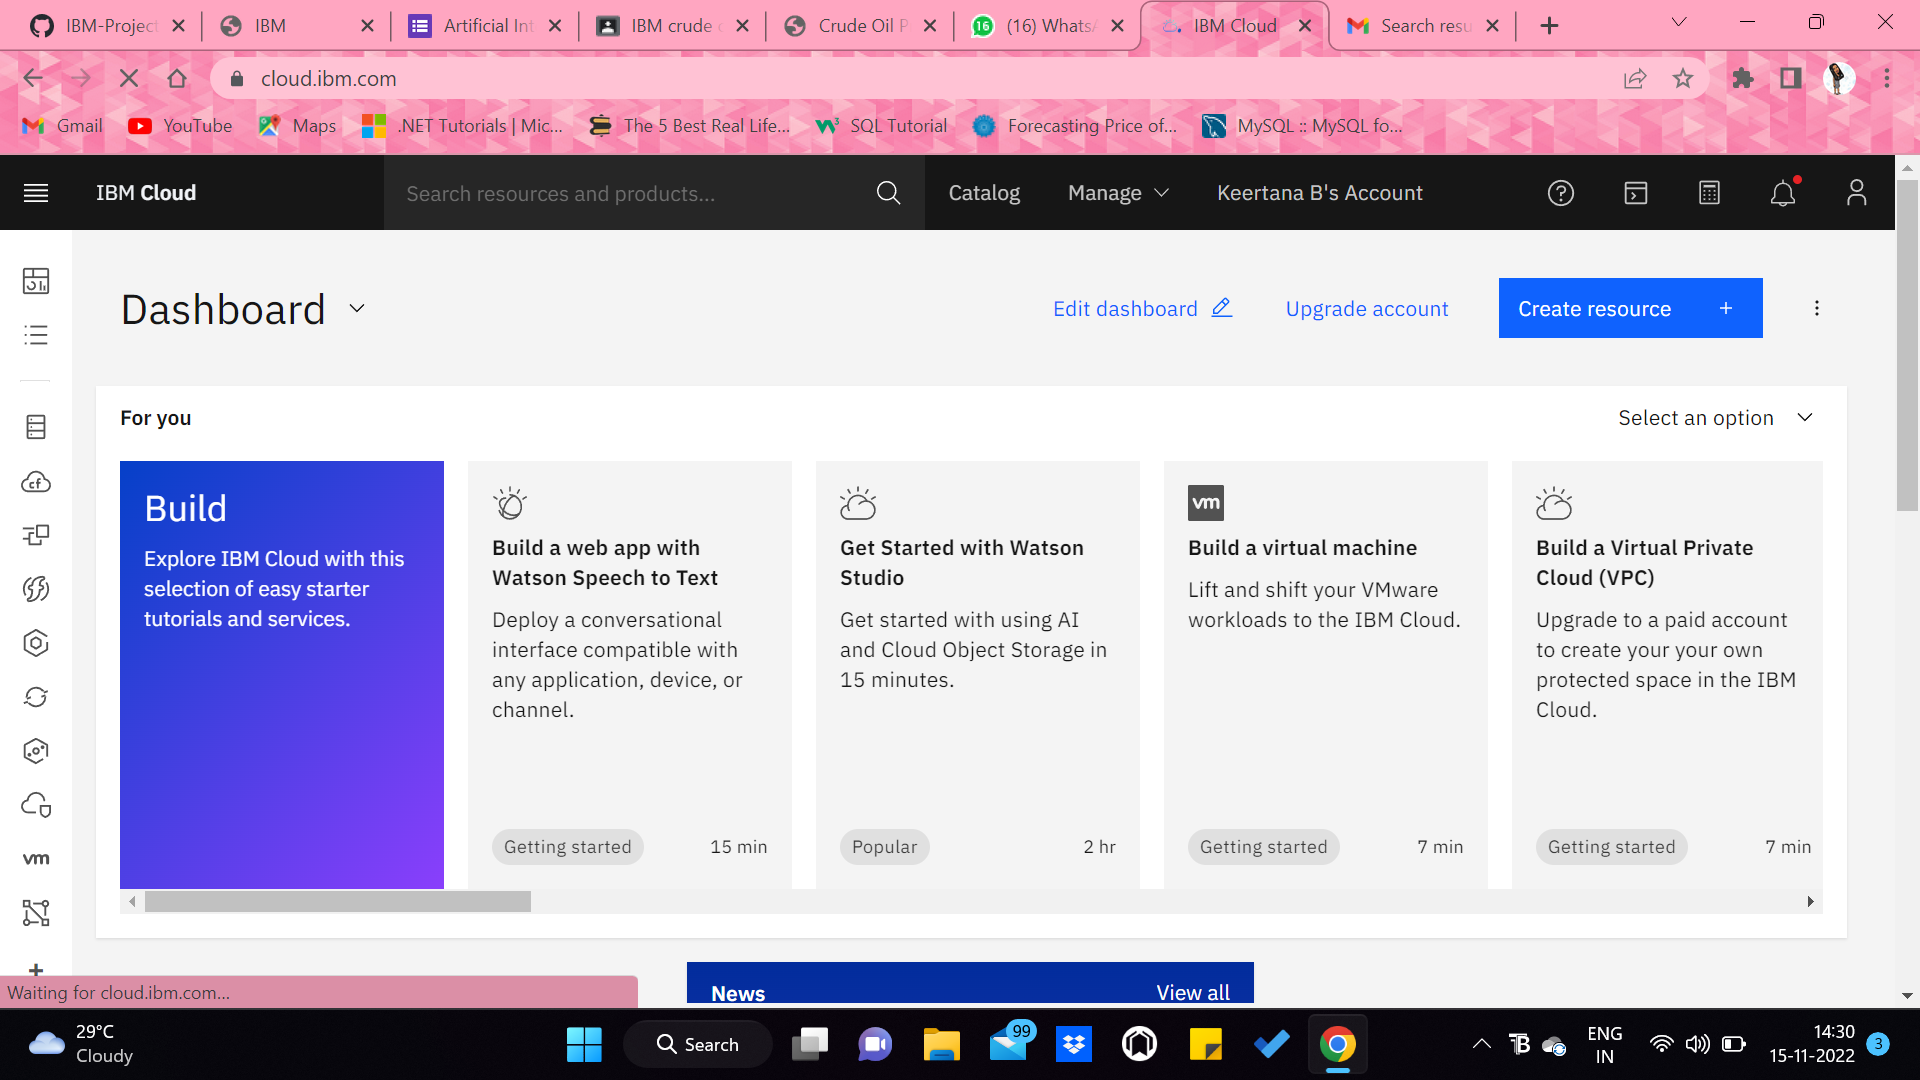 IBM-Project
IBM
Artificial Int
IBM crude
Crude Oil P
(16) Whats
IBM Cloud
Search resu
cloud.ibm.com
Gmail
YouTube
Maps
.NET Tutorials | Mic...
The 5 Best Real Life...
SQL Tutorial
Forecasting Price of...
MySQL :: MySQL fo...
IBM Cloud
Search resources and products...
Catalog
Manage
Keertana B's Account
Dashboard
Edit dashboard
Upgrade account
Create resource +
For you
Select an option
Build
Explore IBM Cloud with this
selection of easy starter
tutorials and services.
Build a web app with
Watson Speech to Text
Deploy a conversational
interface compatible with
any application, device, or
channel.
Getting started 15 min
Get Started with Watson
Studio
Get started with using AI
and Cloud Object Storage in
15 minutes.
Popular 2 hr
vm
Build a virtual machine
Lift and shift your VMware
workloads to the IBM Cloud.
Getting started 7 min
Build a Virtual Private
Cloud (VPC)
Upgrade to a paid account
to create your your own
protected space in the IBM
Cloud.
Getting started 7 min
cf
vm
News
View all
Waiting for cloud.ibm.com...
29°C
Cloudy
Search
99
ENG
IN
14:30
15-11-2022
3